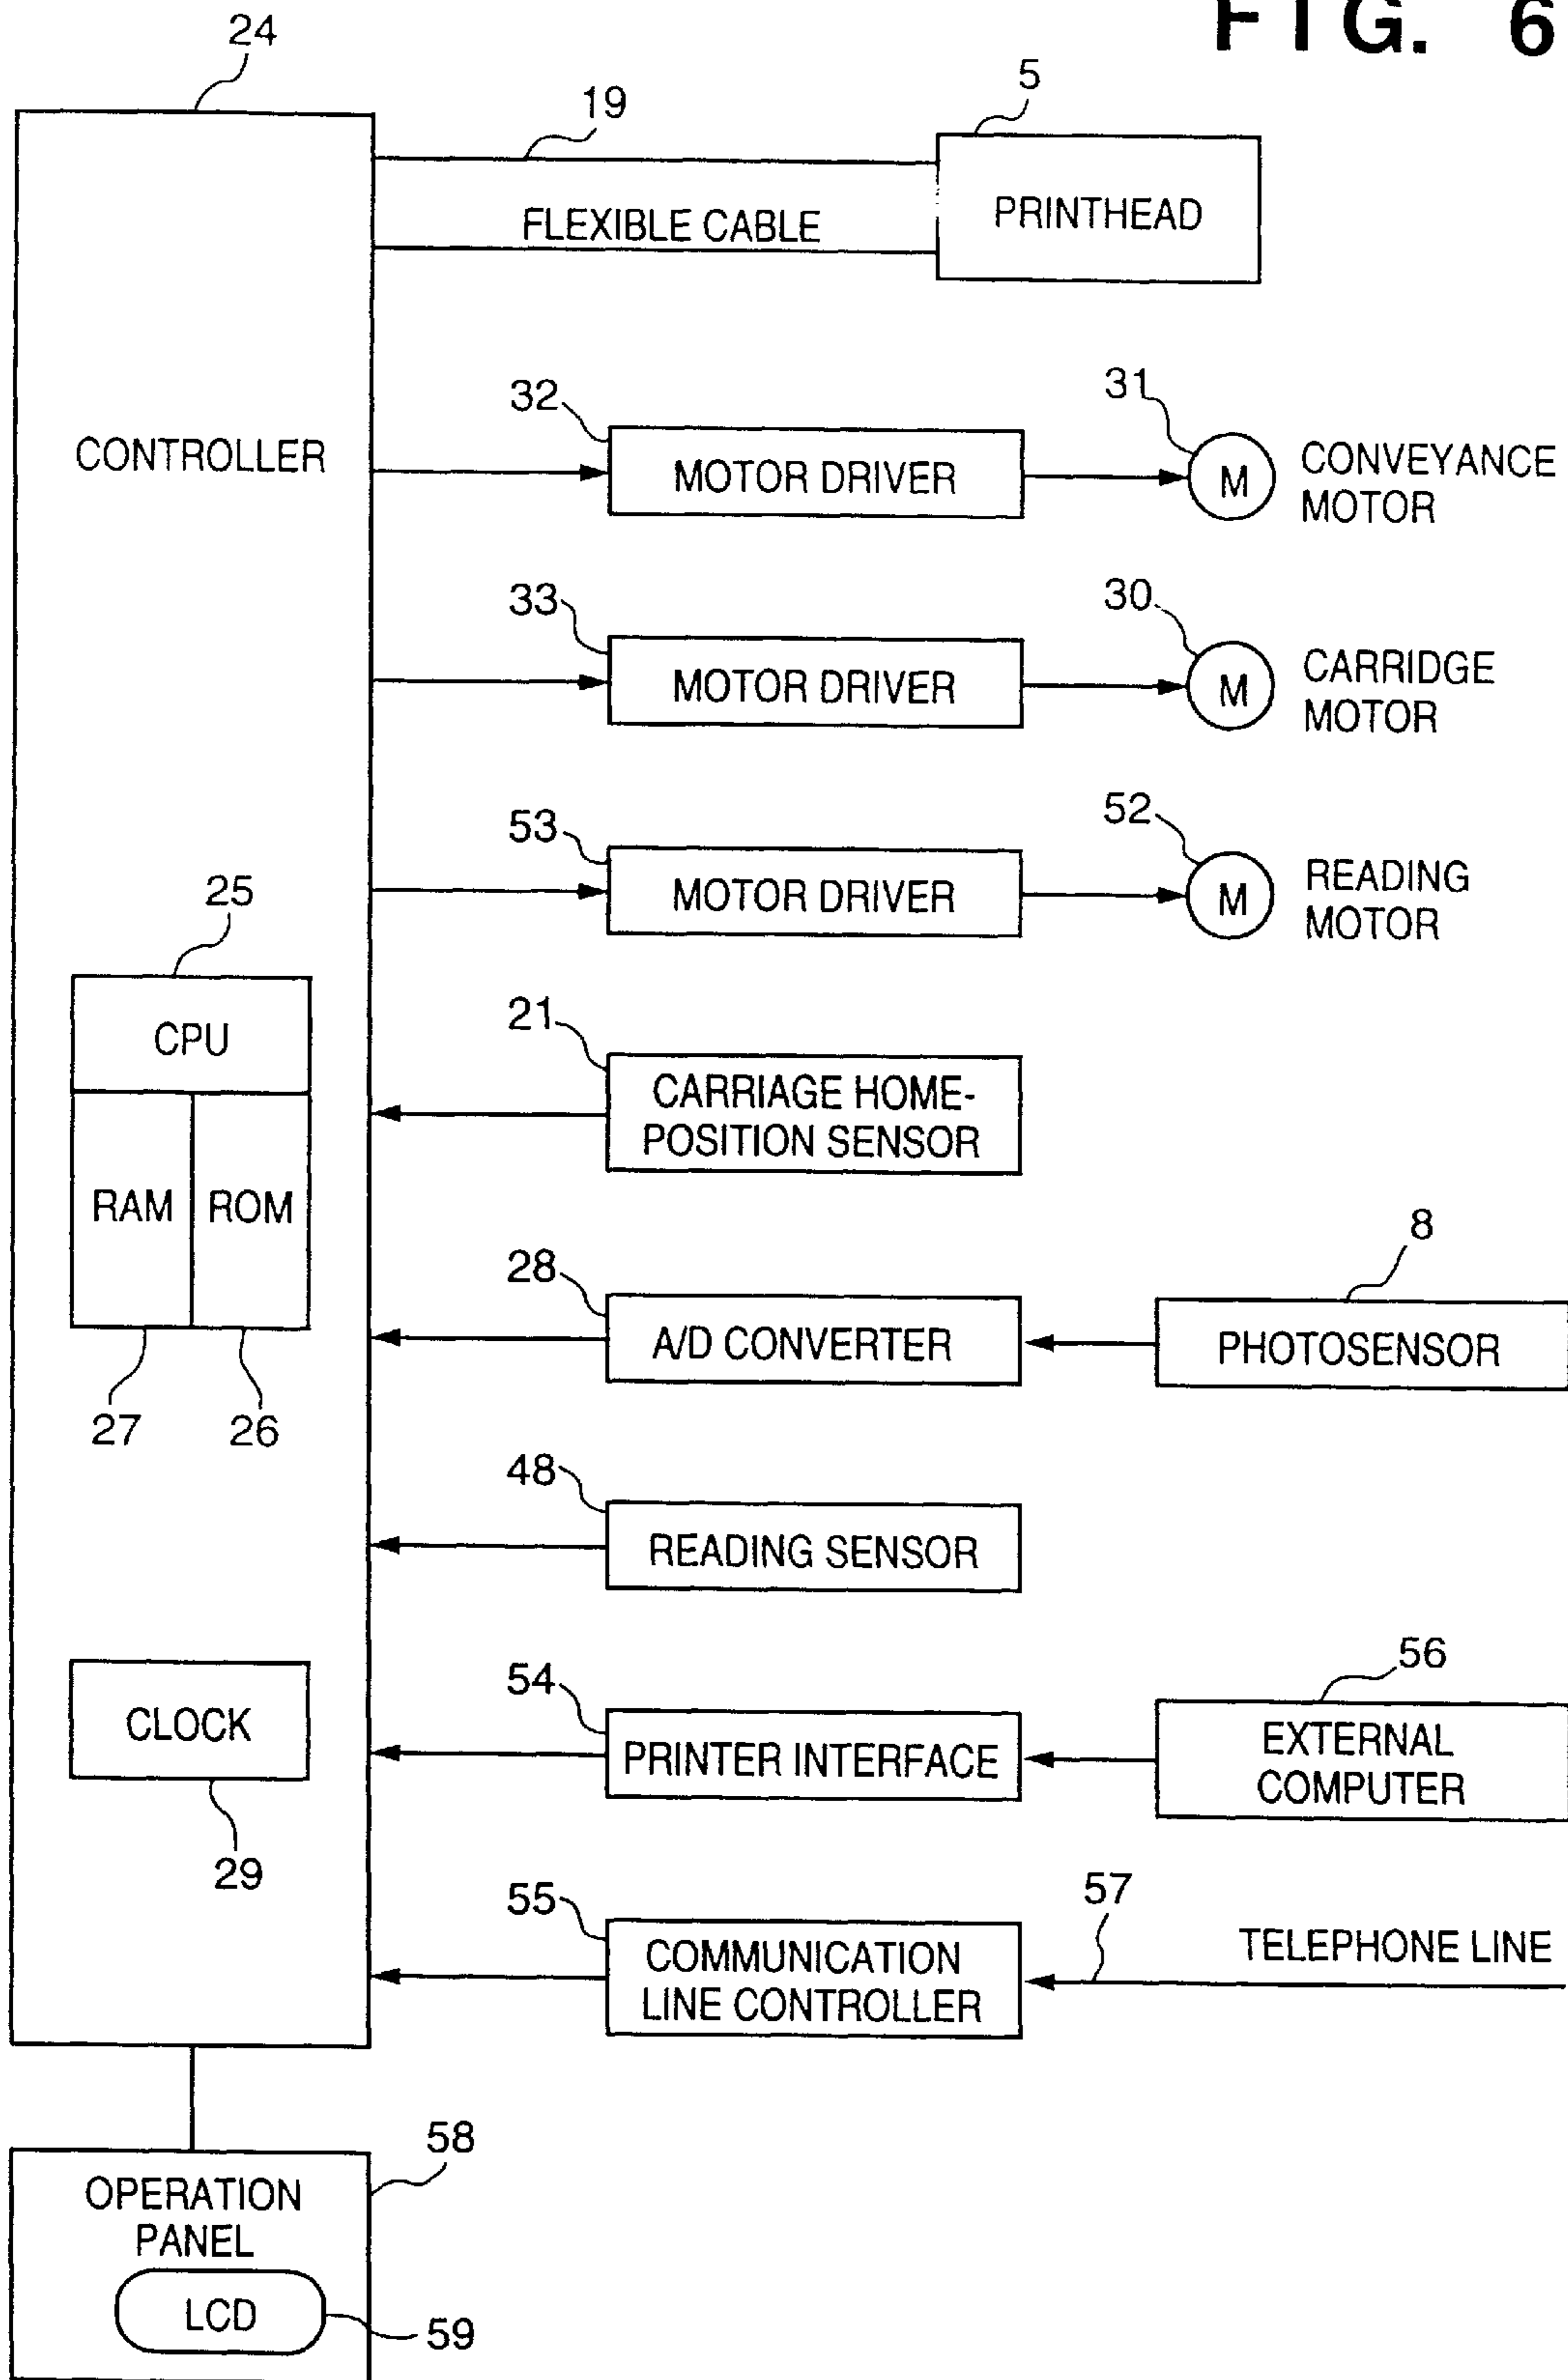 FIG. 6
24
19
5
FLEXIBLE CABLE
PRINTHEAD
CONTROLLER
32
MOTOR DRIVER
31
M
CONVEYANCE
MOTOR
33
MOTOR DRIVER
30
M
CARRIDGE
MOTOR
53
MOTOR DRIVER
52
M
READING
MOTOR
25
CPU
RAM
ROM
27
26
21
CARRIAGE HOME-
POSITION SENSOR
28
A/D CONVERTER
8
PHOTOSENSOR
48
READING SENSOR
CLOCK
29
54
PRINTER INTERFACE
56
EXTERNAL
COMPUTER
55
COMMUNICATION
LINE CONTROLLER
57
TELEPHONE LINE
58
OPERATION
PANEL
LCD
59